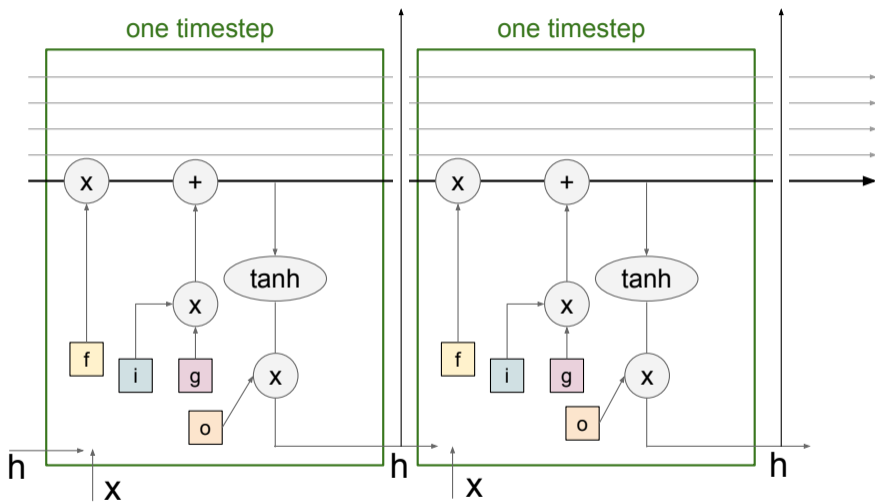 one timestep
one timestep
x
+
x
+
tanh
tanh
x
x
f
i
g
x
f
i
g
x
o
o
h
x
h
x
h